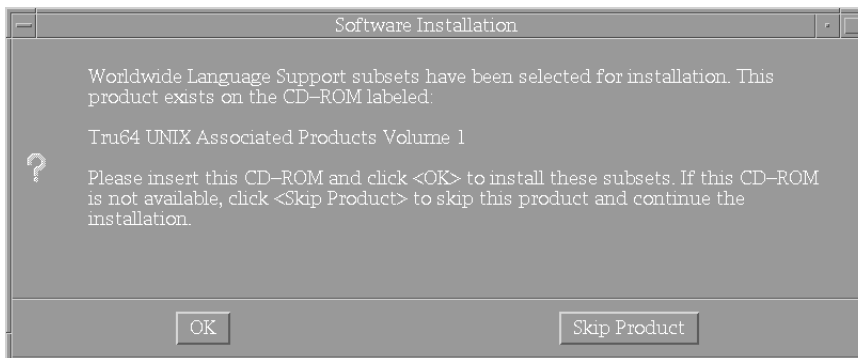 Software Installation
Worldwide Language Support subsets have been selected for installation. This
product exists on the CD–ROM labeled:
Tru64 UNIX Associated Products Volume 1
Please insert this CD–ROM and click <OK> to install these subsets. If this CD–ROM
is not available, click <Skip Product> to skip this product and continue the
installation.
OK
Skip Product